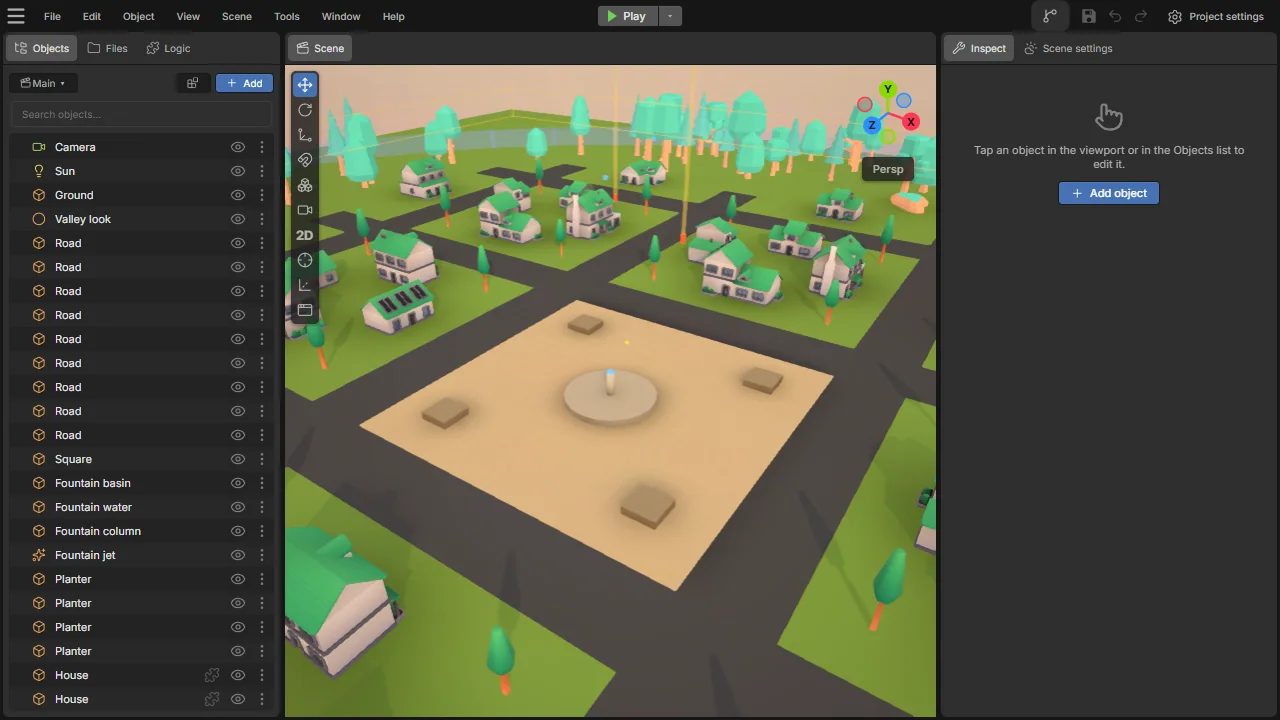 File Edit Object View Scene Tools Window Help
Play
Project settings
Objects Files Logic
Scene
Inspect Scene settings
Main
Add
Search objects...
Camera
Sun
Ground
Valley look
Road
Road
Road
Road
Road
Road
Road
Road
Road
Square
Fountain basin
Fountain water
Fountain column
Fountain jet
Planter
Planter
Planter
Planter
House
House
2D
Y
X
Z
Persp
Tap an object in the viewport or in the Objects list to
edit it.
Add object